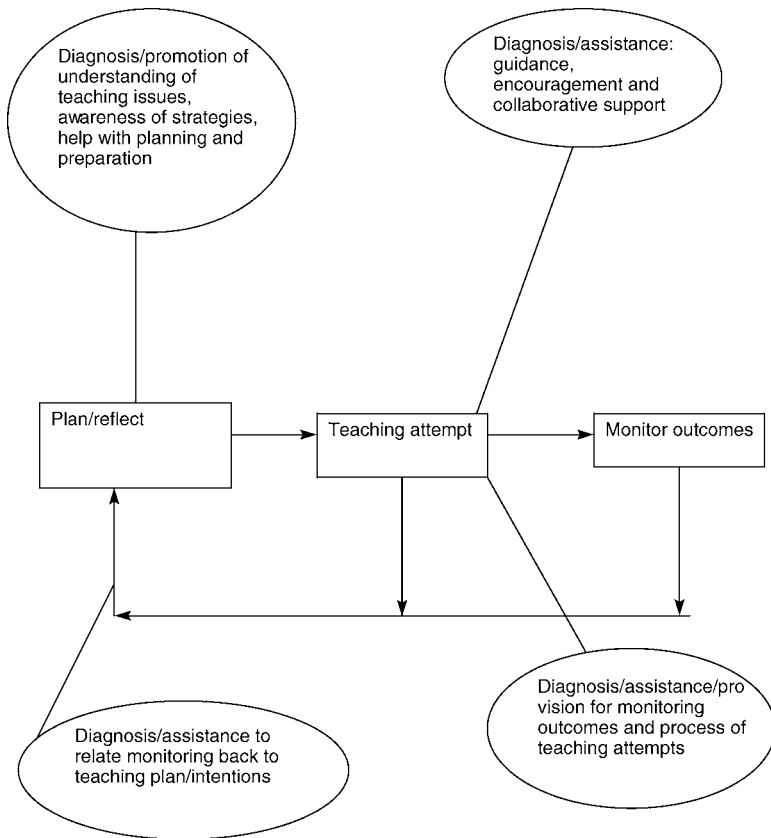 Diagnosis/promotion of
understanding of
teaching issues,
awareness of strategies,
help with planning and
preparation
Diagnosis/assistance:
guidance,
encouragement and
collaborative support
Plan/reflect
Teaching attempt
Monitor outcomes
Diagnosis/assistance to
relate monitoring back to
teaching plan/intentions
Diagnosis/assistance/pro
vision for monitoring
outcomes and process of
teaching attempts